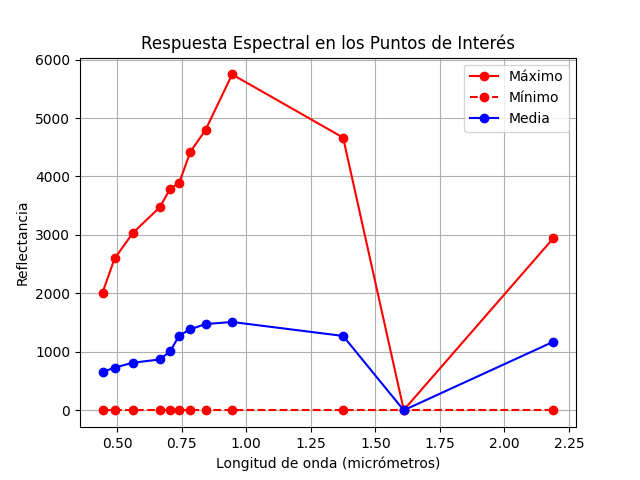 Respuesta Espectral en los Puntos de Interés
Reflectancia
6000
5000
4000
3000
2000
1000
0
Máximo
Mínimo
Media
0.50 0.75 1.00 1.25 1.50 1.75 2.00 2.25
Longitud de onda (micrómetros)